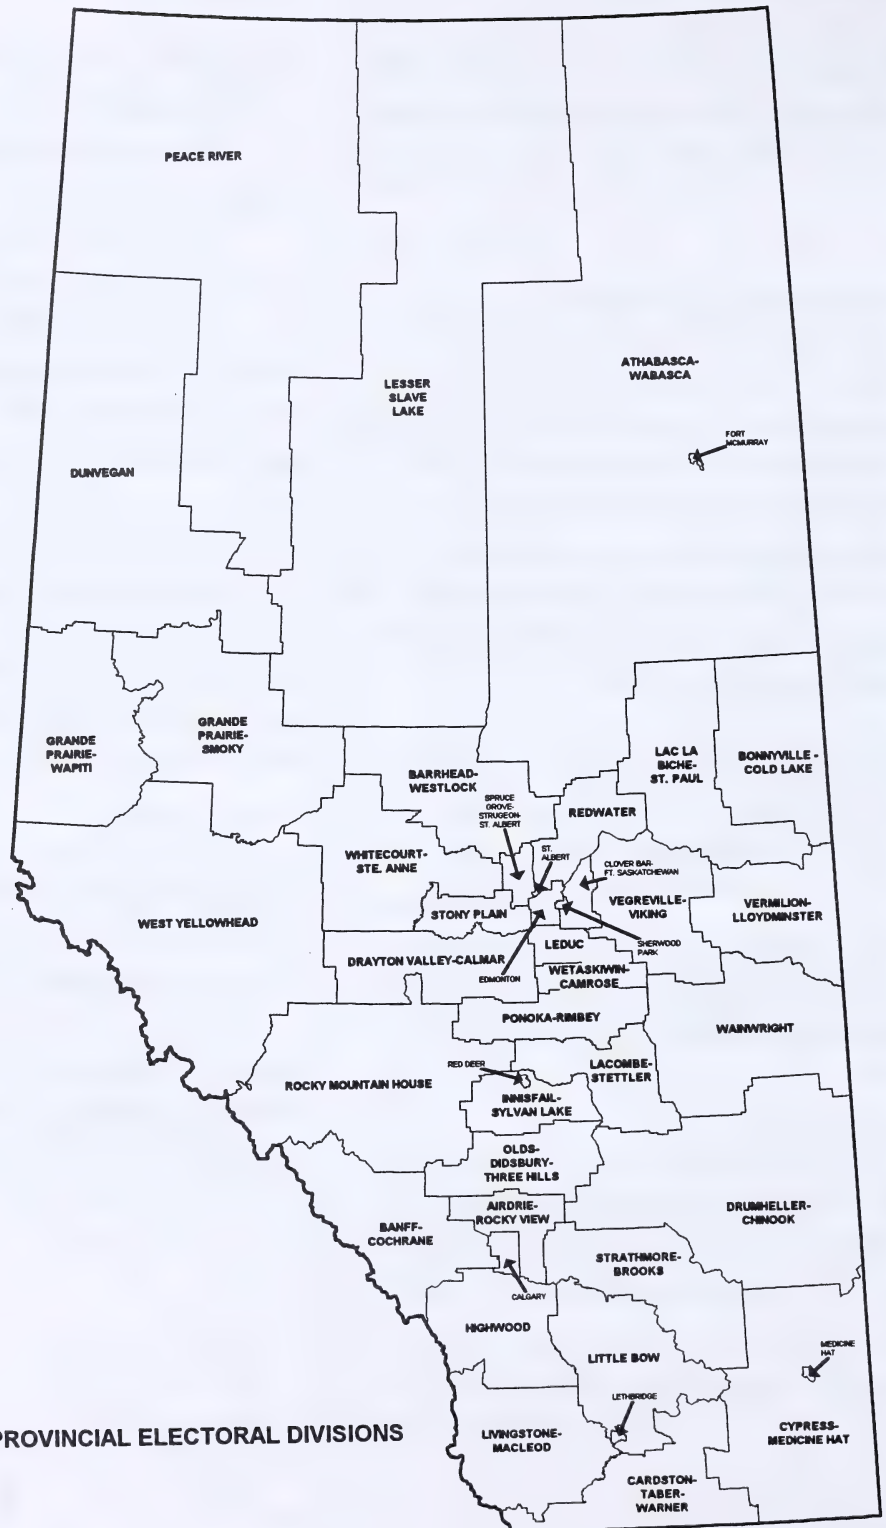 PEACE RIVER
ATHABASCA-
WABASCA
LESSER
SLAVE
LAKE
FORT
MCMURRAY
DUNVEGAN
GRANDE
PRAIRIE-
SMOKY
GRANDE
PRAIRIE-
WAPITI
LAC LA
BICHE-
ST. PAUL
BONNYVILLE -
COLD LAKE
BARRHEAD-
WESTLOCK
SPRUCE
GROVE-
STRUGEON-
ST. ALBERT
REDWATER
ST.
ALBERT
WHITECOURT-
STE. ANNE
CLOVER BAR-
FT. SASKATCHEWAN
WEST YELLOWHEAD
STONY PLAIN
VEGREVILLE-
VIKING
VERMILION-
LLOYDMINSTER
LEDUC
SHERWOOD
PARK
DRAYTON VALLEY-CALMAR
EDMONTON
WETASKIWIN-
CAMROSE
PONOKA-RIMBEY
WAINWRIGHT
RED DEER
LACOMBE-
STETTLER
ROCKY MOUNTAIN HOUSE
INNISFAIL-
SYLVAN LAKE
OLDS-
DIDSBURY-
THREE HILLS
AIRDRIE-
ROCKY VIEW
DRUMHELLER-
CHINOOK
BANFF-
COCHRANE
STRATHMORE-
BROOKS
CALGARY
HIGHWOOD
LITTLE BOW
MEDICINE
HAT
LETHBRIDGE
PROVINCIAL ELECTORAL DIVISIONS
LIVINGSTONE-
MACLEOD
CYPRESS-
MEDICINE HAT
CARDSTON-
TABER-
WARNER